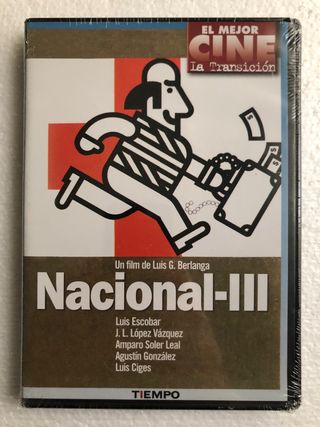 EL MEJOR
CINE
La Transición
Un film de Luis G. Berlanga
Nacional-III
Luis Escobar
J. L. López Vázquez
Amparo Soler Leal
Agustín González
Luis Ciges
TIEMPO